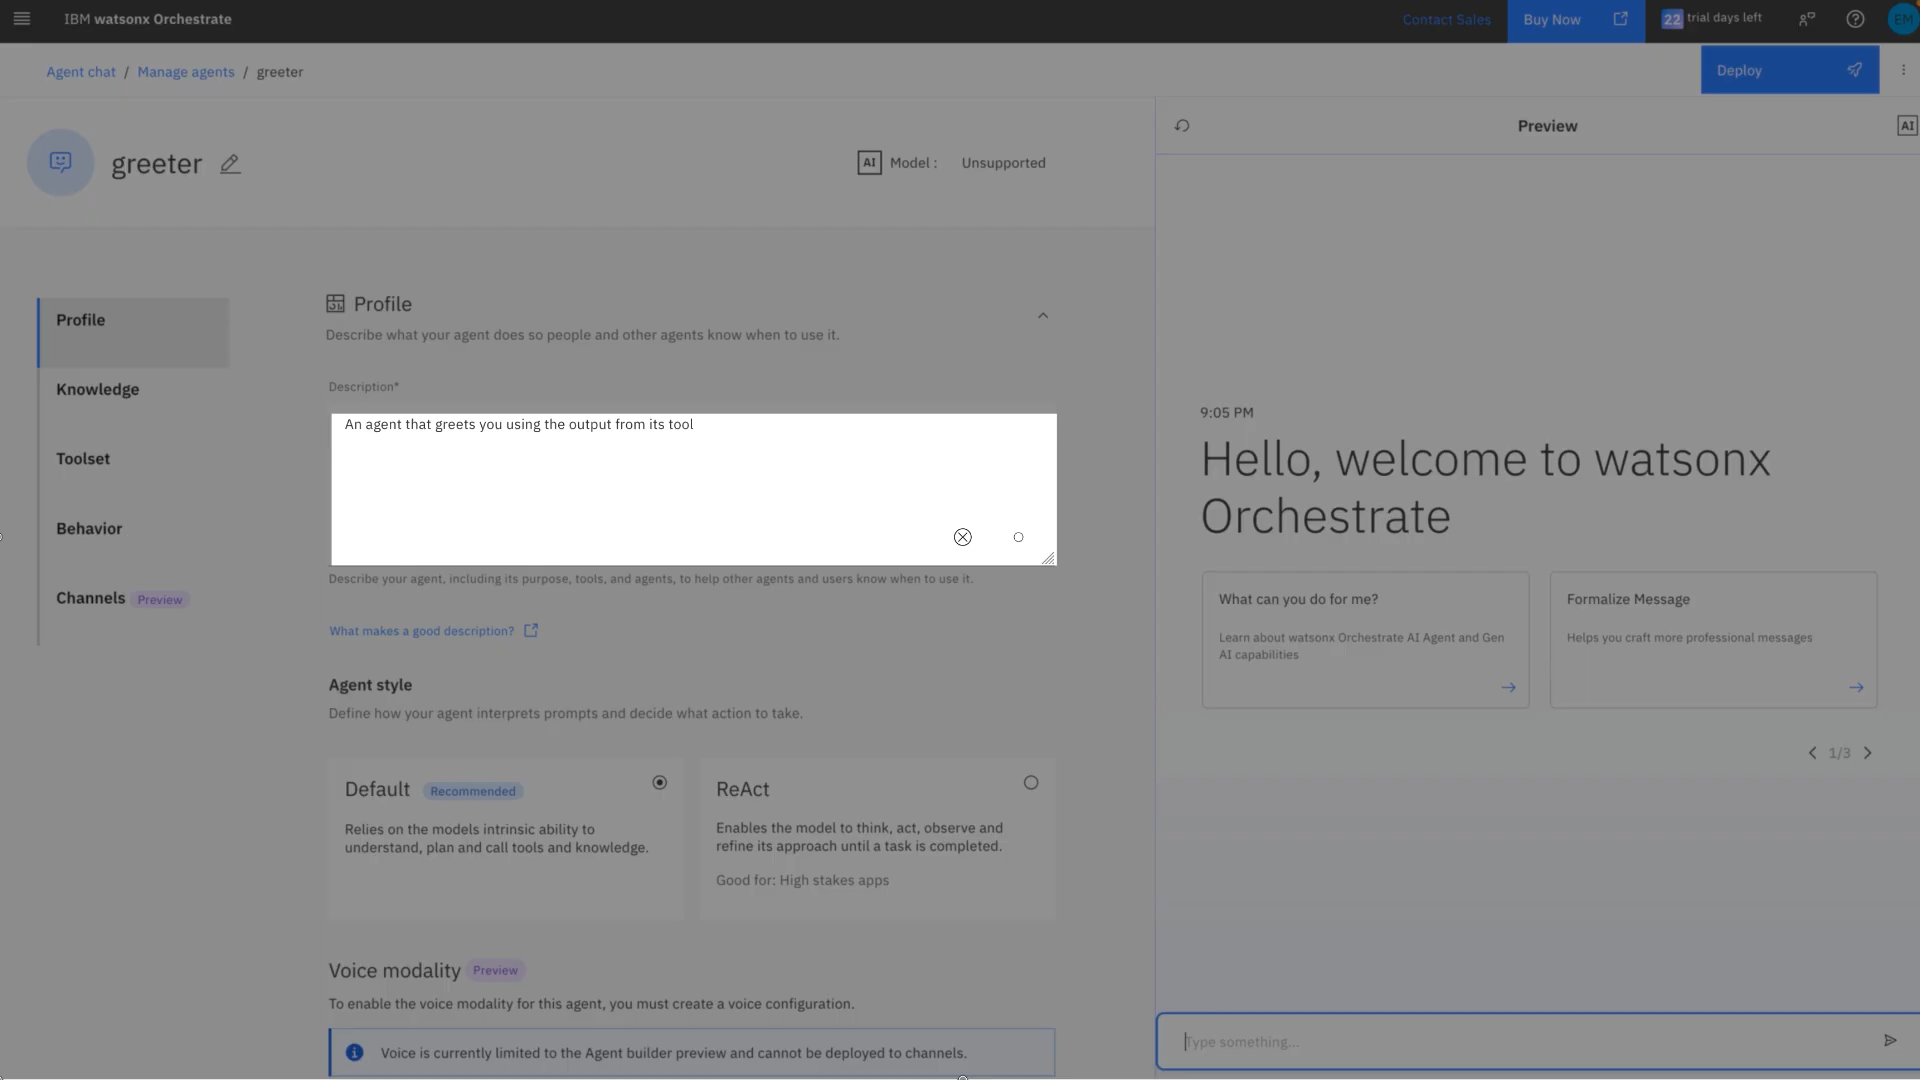 IBM watsonx Orchestrate
Contact Sales
Buy Now
22 trial days left
EM
Agent chat / Manage agents / greeter
Deploy
greeter
AI Model : Unsupported
Preview
AI
Profile
Knowledge
Toolset
Behavior
Channels Preview
Profile
Describe what your agent does so people and other agents know when to use it.
Description*
An agent that greets you using the output from its tool
Describe your agent, including its purpose, tools, and agents, to help other agents and users know when to use it.
What makes a good description?
Agent style
Define how your agent interprets prompts and decide what action to take.
Default Recommended
Relies on the models intrinsic ability to
understand, plan and call tools and knowledge.
ReAct
Enables the model to think, act, observe and
refine its approach until a task is completed.
Good for: High stakes apps
Voice modality Preview
To enable the voice modality for this agent, you must create a voice configuration.
Voice is currently limited to the Agent builder preview and cannot be deployed to channels.
9:05 PM
Hello, welcome to watsonx
Orchestrate
What can you do for me?
Learn about watsonx Orchestrate AI Agent and Gen
AI capabilities
Formalize Message
Helps you craft more professional messages
1/3
Type something...